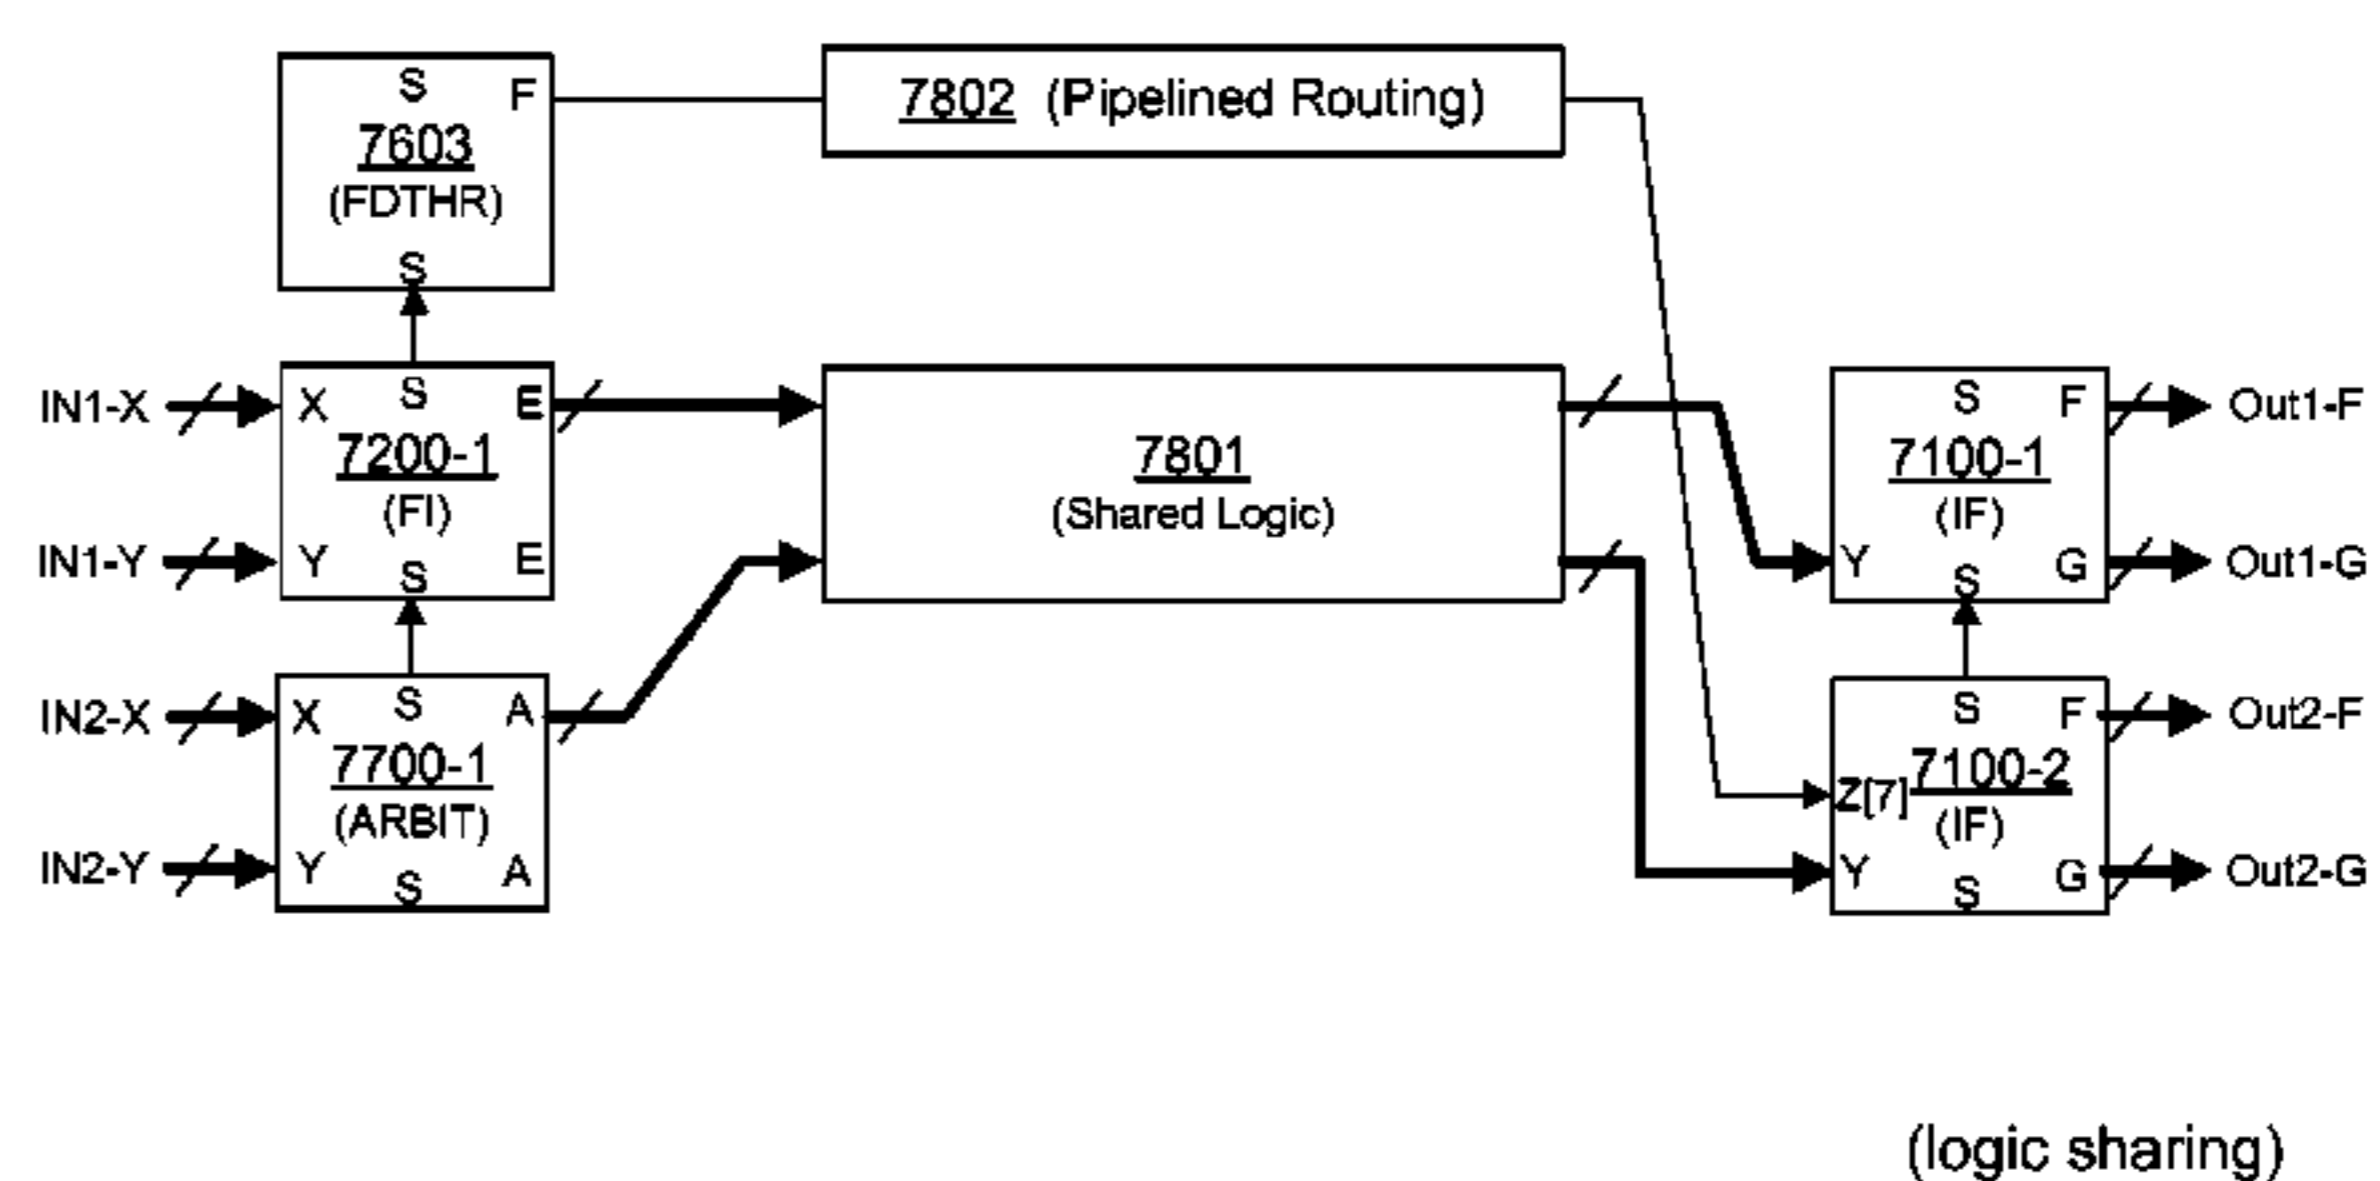 S F
7603
(FDTHR)
S
7802 (Pipelined Routing)
IN1-X X S E
7200-1
(FI)
IN1-Y Y S E
7801
(Shared Logic)
S F Out1-F
7100-1
(IF)
Y S G Out1-G
IN2-X X S A
7700-1
(ARBIT)
IN2-Y Y S A
S F Out2-F
Z[7] 7100-2
(IF)
Y S G Out2-G
(logic sharing)